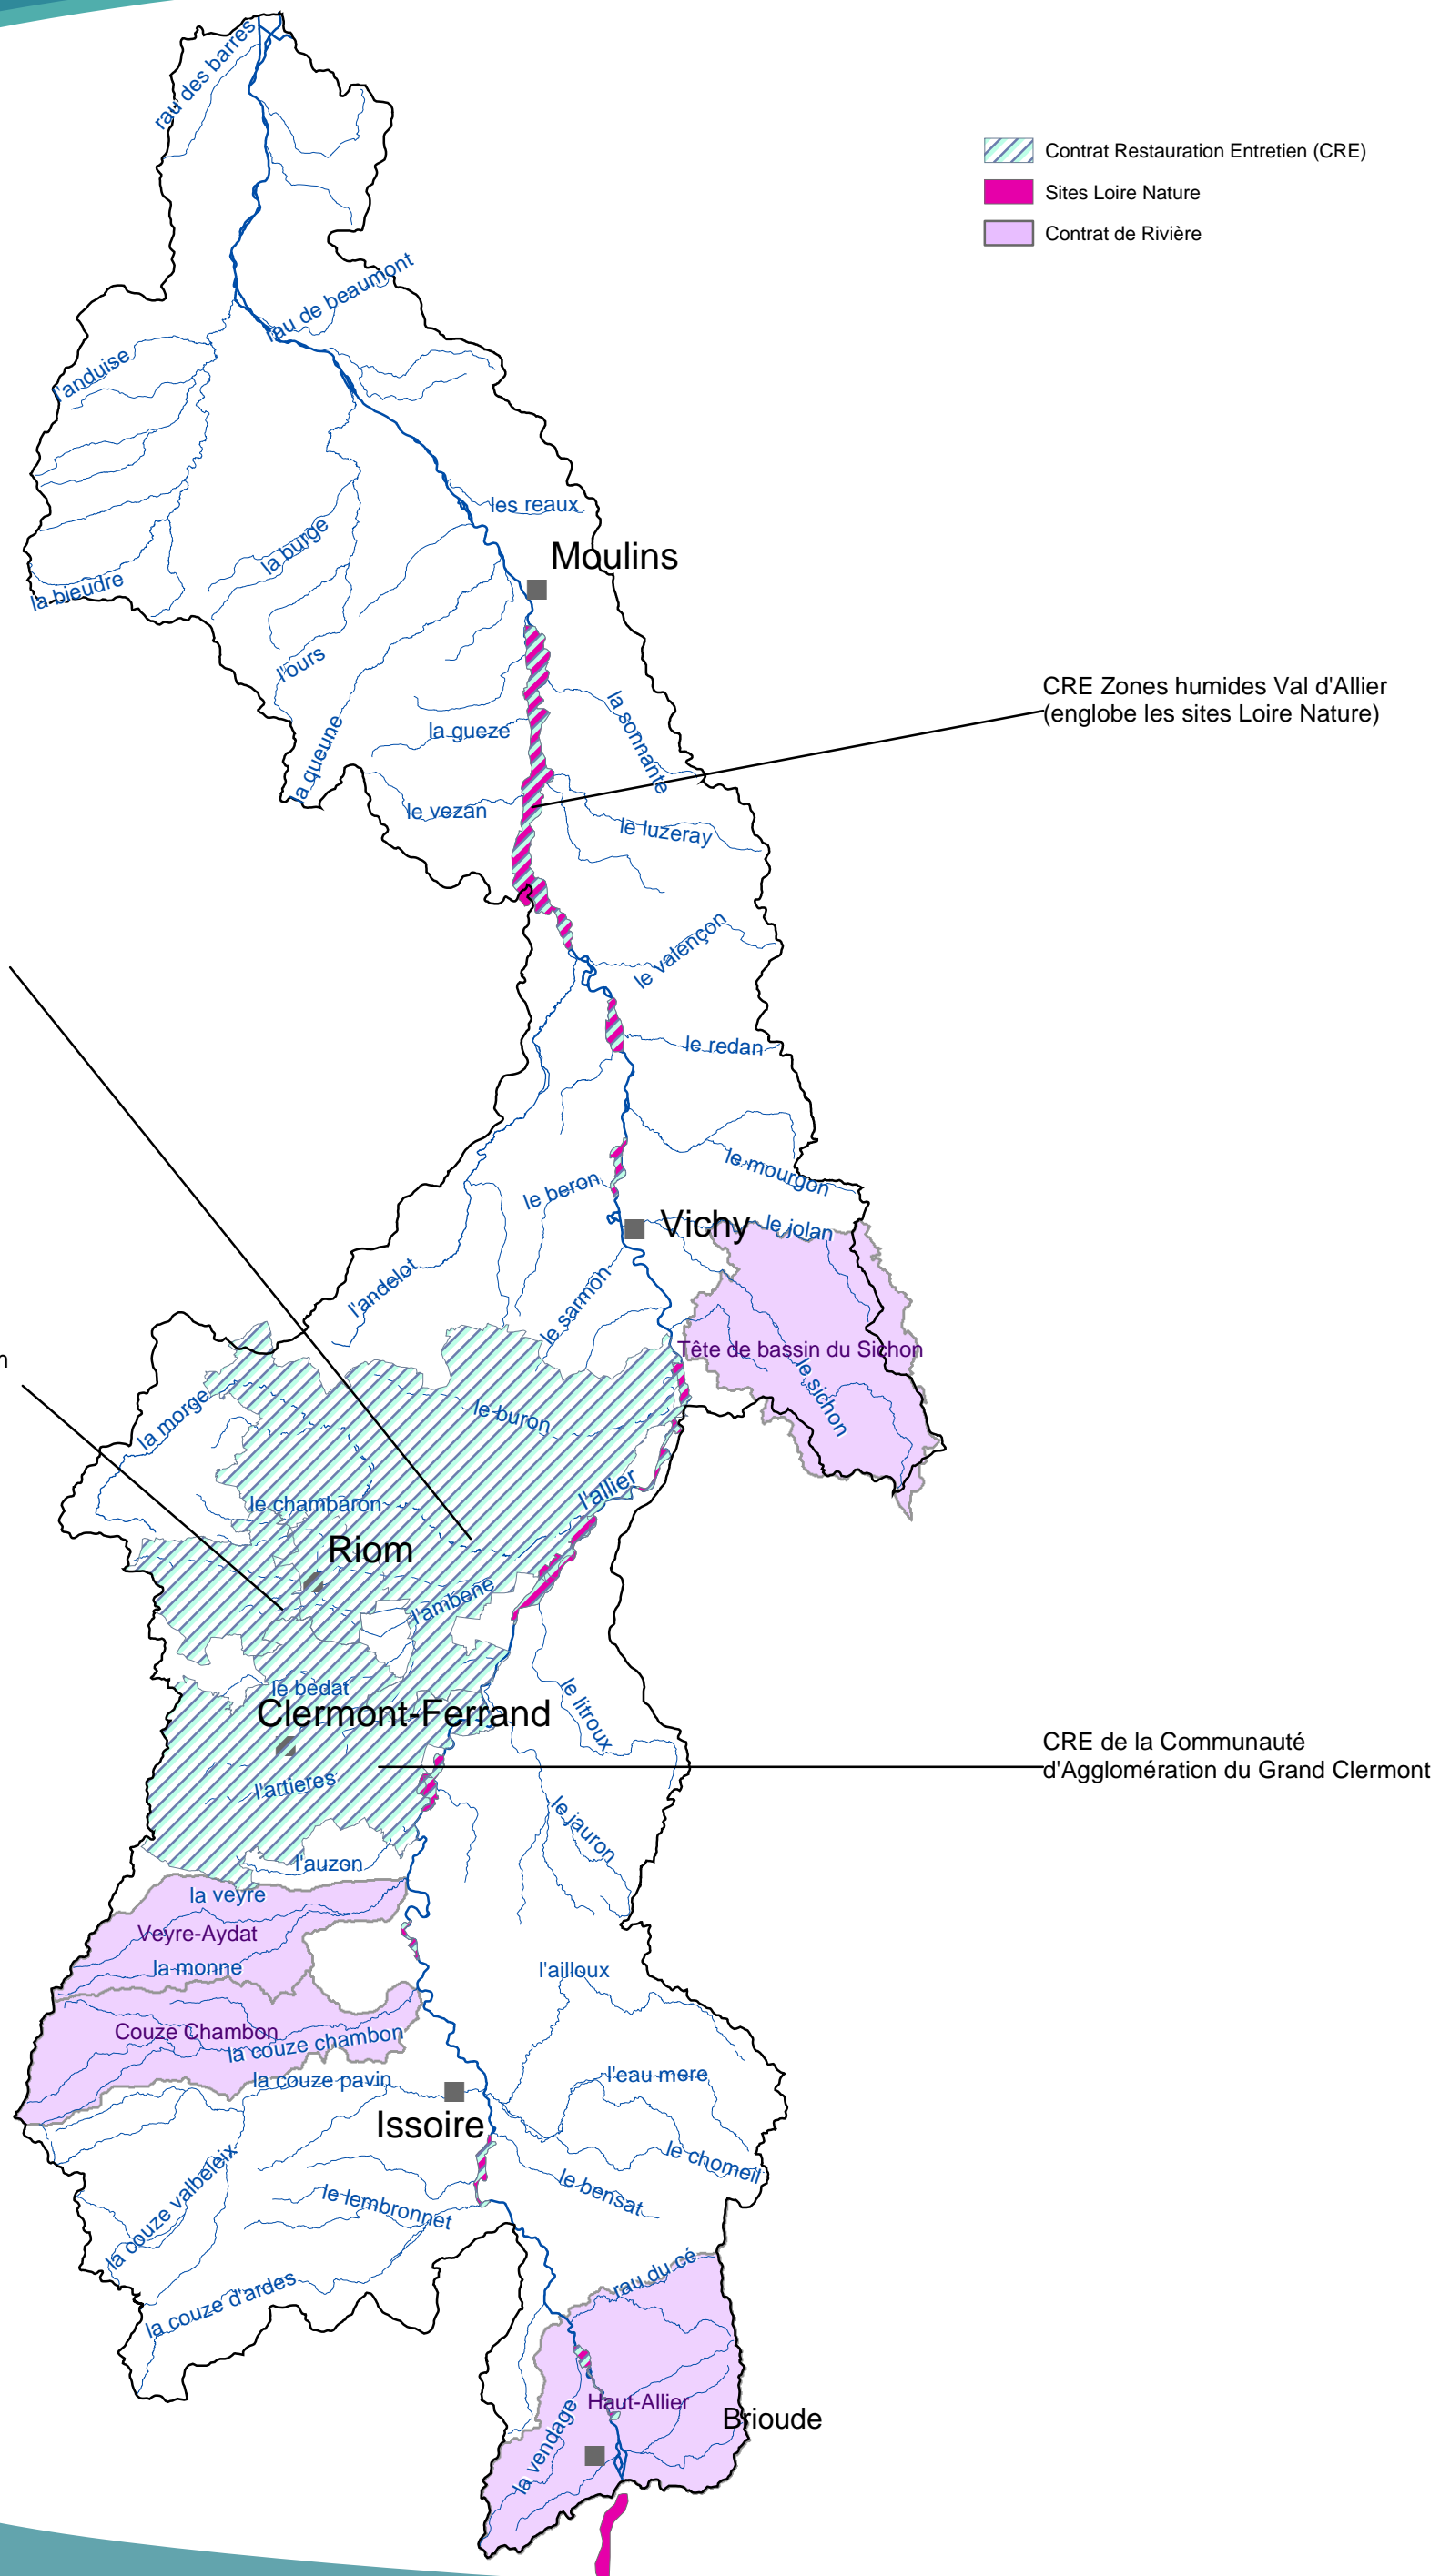 rau des barres
Contrat Restauration Entretien (CRE)
Sites Loire Nature
Contrat de Rivière
rau de beaumont
l'anduise
les reaux
la burge
Moulins
la bieudre
l'ours
CRE Zones humides Val d'Allier
(englobe les sites Loire Nature)
la sonnante
la gueze
la queune
le vezan
le luzeray
le valençon
le redan
le mourgon
le beron
Vichy
le jolan
l'andelot
le sarmon
Tête de bassin du Sichon
n
le sichon
la morge
le buron
l'allier
le chambaron
Riom
l'ambene
le bedat
Clermont-Ferrand
le litroux
CRE de la Communauté
d'Agglomération du Grand Clermont
l'artieres
le jauron
l'auzon
la veyre
Veyre-Aydat
la monne
l'ailloux
Couze Chambon
la couze chambon
la couze pavin
l'eau mere
Issoire
le chomeil
la couze valbeleix
le bensat
le lembronnet
rau du cé
la couze d'ardes
Haut-Allier
Brioude
la vendage